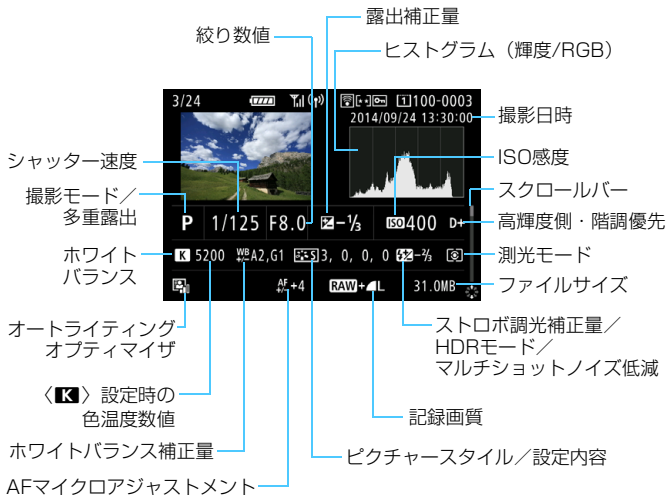 露出補正量
絞り数値
ヒストグラム（輝度/RGB）
3/24
1 100-0003
2014/09/24 13:30:00
撮影日時
シャッター速度
ISO感度
撮影モード／
多重露出
スクロールバー
P 1/125 F8.0 -⅓ ISO 400 D+
高輝度側・階調優先
ホワイト
バランス
K 5200 WB +/- A2,G1 S 3, 0, 0, 0 -⅔
測光モード
AF +/- +4 RAW+L 31.0MB
ファイルサイズ
オートライティング
オプティマイザ
ストロボ調光補正量／
HDRモード／
マルチショットノイズ低減
〈K〉設定時の
色温度数値
記録画質
ホワイトバランス補正量
ピクチャースタイル／設定内容
AFマイクロアジャストメント